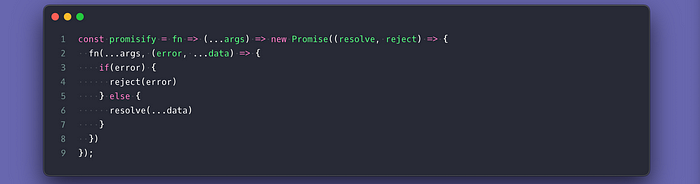 1 const promisify = fn => (...args) => new Promise((resolve, reject) => {
2   fn(...args, (error, ...data) => {
3     if(error) {
4       reject(error)
5     } else {
6       resolve(...data)
7     }
8   })
9 });